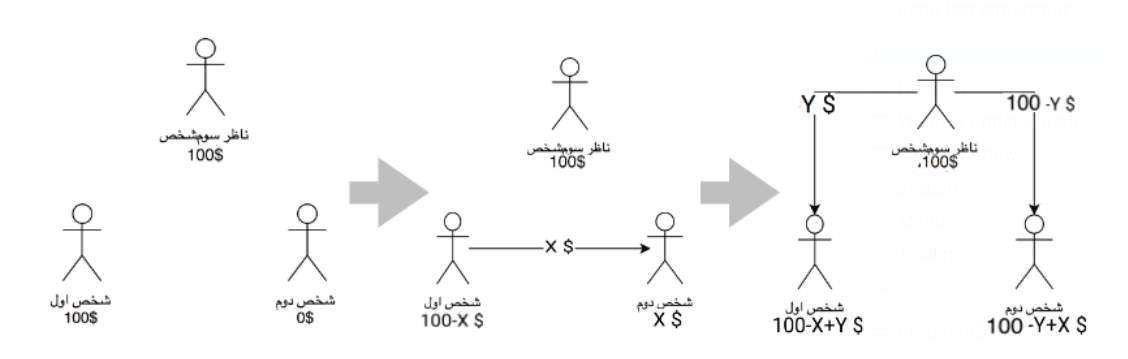 ناظر سوم‌شخص
100$
شخص اول
100$
شخص دوم
0$
ناظر سوم‌شخص
100$
X $
شخص اول
100-X $
شخص دوم
X $
Y $
100 -Y $
ناظر سوم‌شخص
100$،
شخص اول
100-X+Y $
شخص دوم
100 -Y+X $